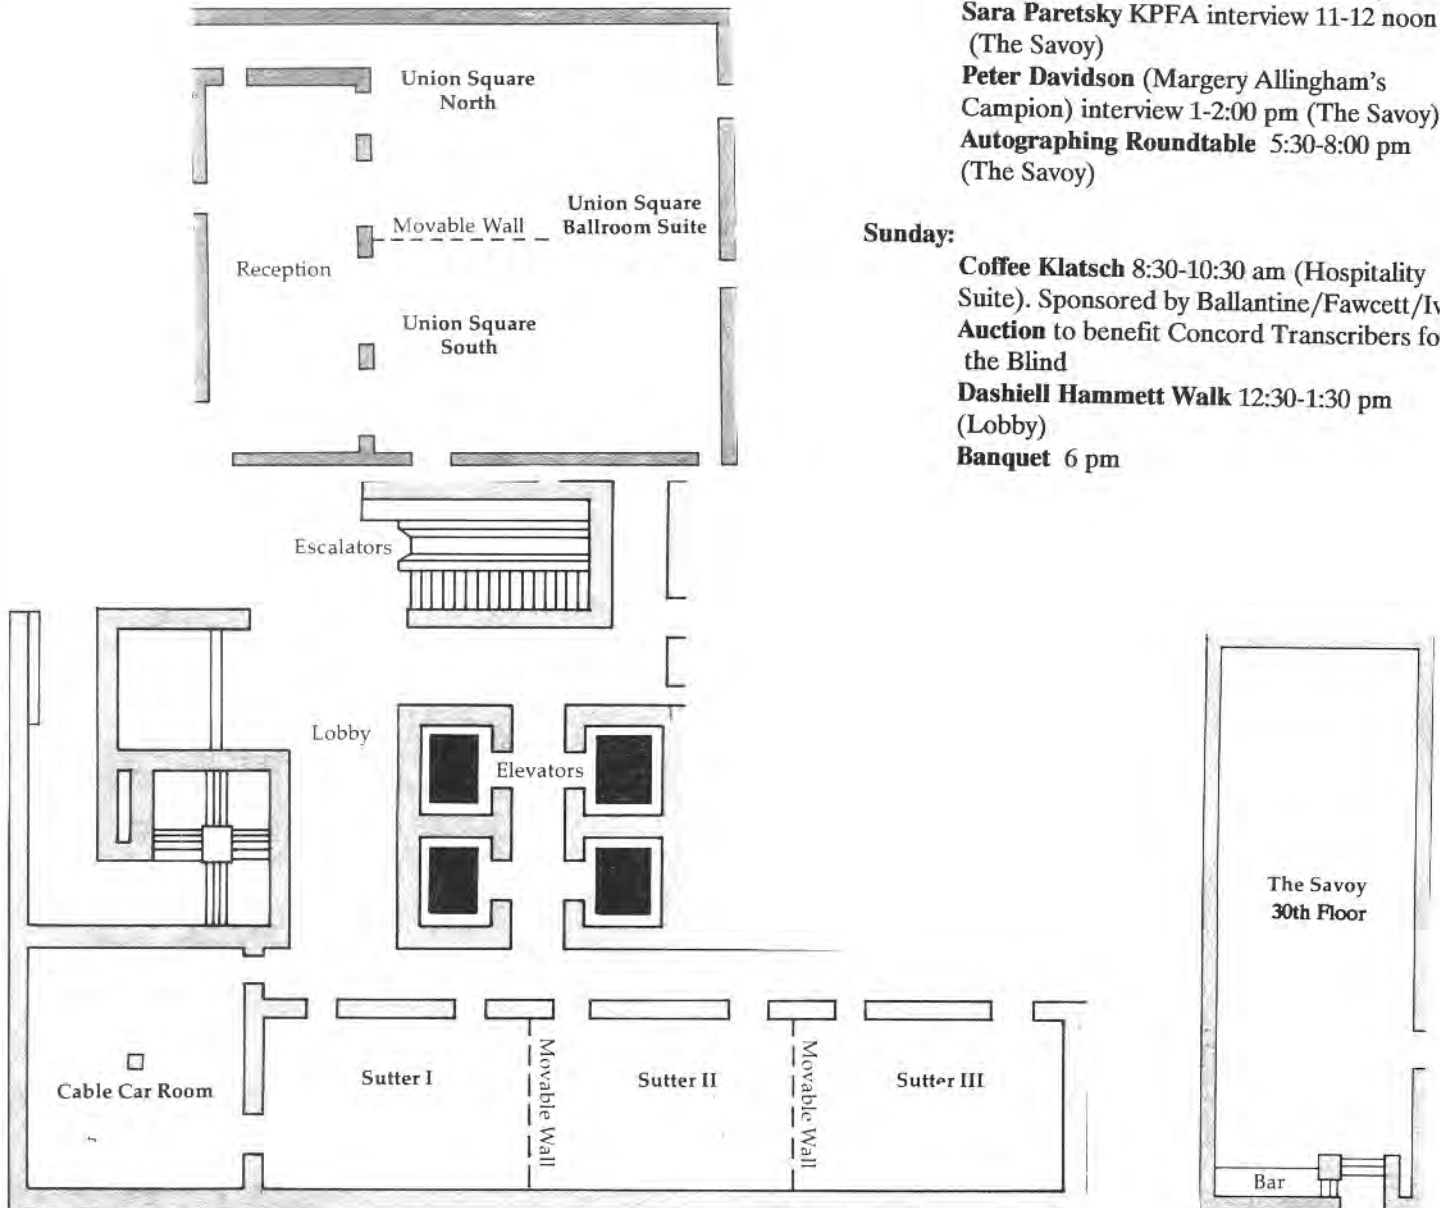 Sara Paretsky KPFA interview 11-12 noon
(The Savoy)
Peter Davidson (Margery Allingham's
Campion) interview 1-2:00 pm (The Savoy)
Autographing Roundtable 5:30-8:00 pm
(The Savoy)
Sunday:
Coffee Klatsch 8:30-10:30 am (Hospitality
Suite). Sponsored by Ballantine/Fawcett/
Auction to benefit Concord Transcribers
the Blind
Dashiell Hammett Walk 12:30-1:30 pm
(Lobby)
Banquet 6 pm
Union Square
North
Union Square
Ballroom Suite
Movable Wall
Reception
Union Square
South
Escalators
Lobby
Elevators
Cable Car Room
Sutter I
Movable Wall
Sutter II
Movable Wall
Sutter III
The Savoy
30th Floor
Bar